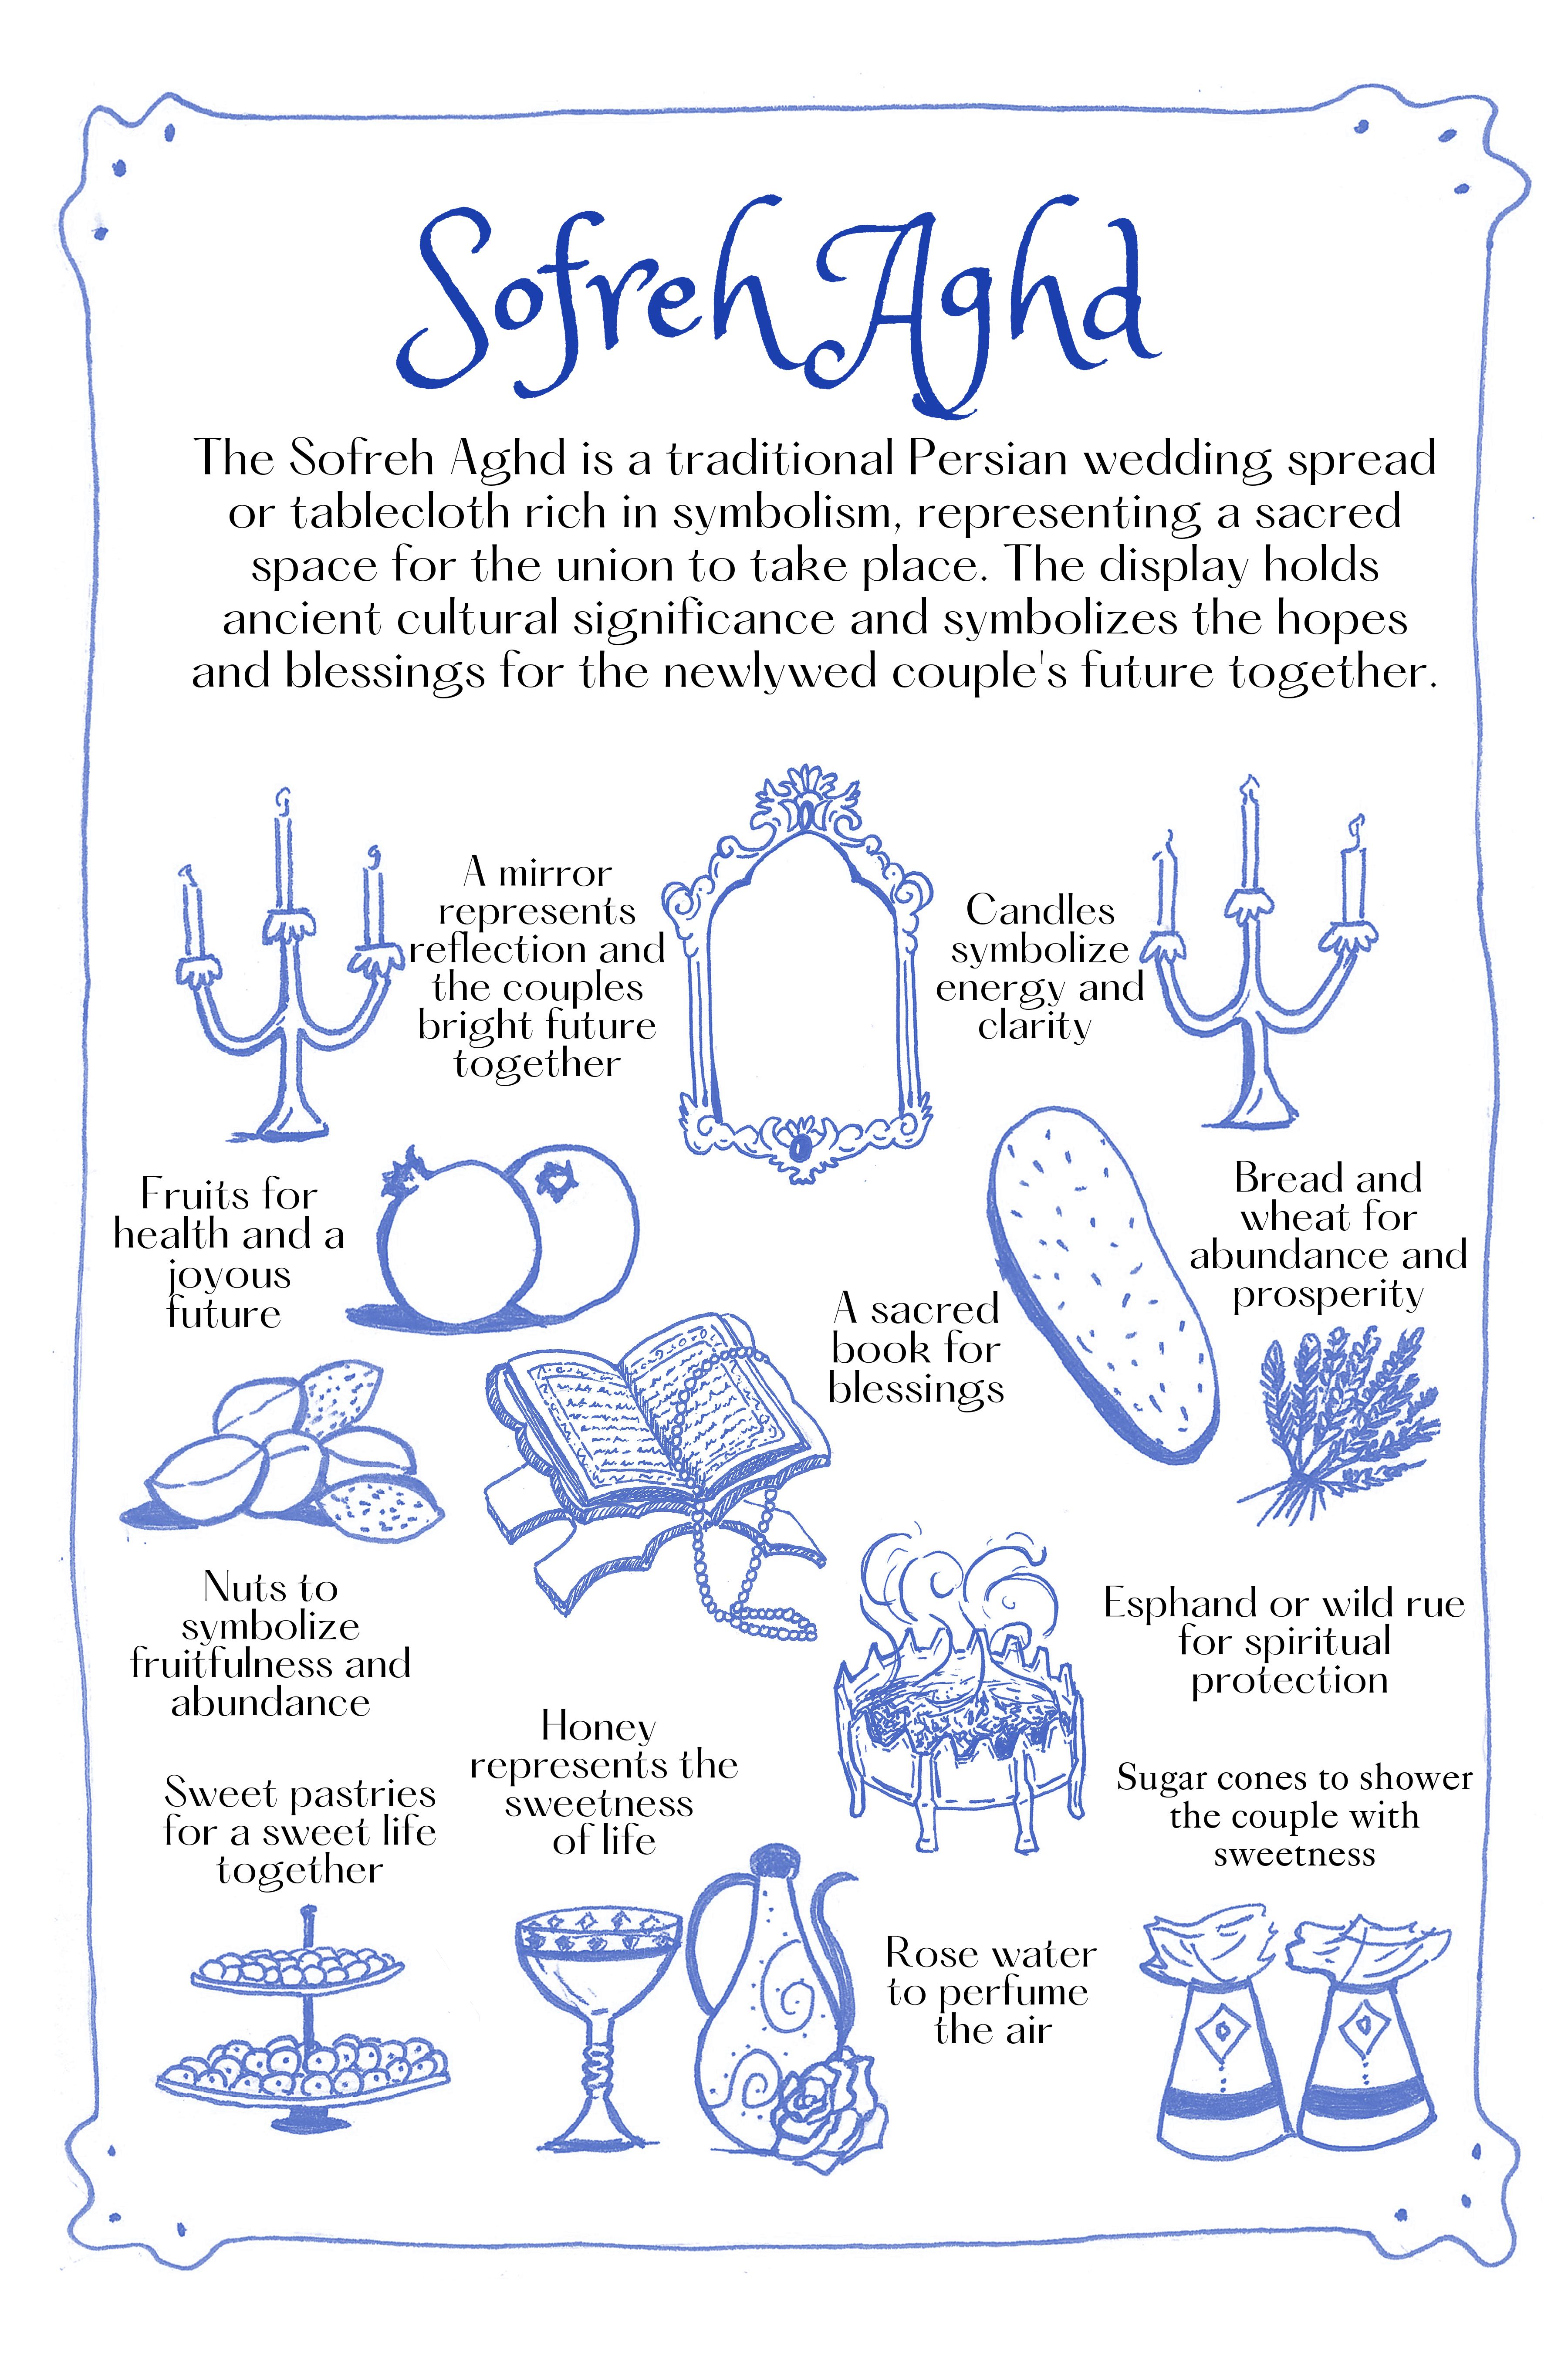 Sofreh Aghd
The Sofreh Aghd is a traditional Persian wedding spread
or tablecloth rich in symbolism, representing a sacred
space for the union to take place. The display holds
ancient cultural significance and symbolizes the hopes
and blessings for the newlywed couple's future together.
A mirror
represents
reflection and
the couples
bright future
together
Candles
symbolize
energy and
clarity
Fruits for
health and a
joyous
future
Bread and
wheat for
abundance and
prosperity
A sacred
book for
blessings
Nuts to
symbolize
fruitfulness and
abundance
Esphand or wild rue
for spiritual
protection
Honey
represents the
sweetness
of life
Sweet pastries
for a sweet life
together
Sugar cones to shower
the couple with
sweetness
Rose water
to perfume
the air